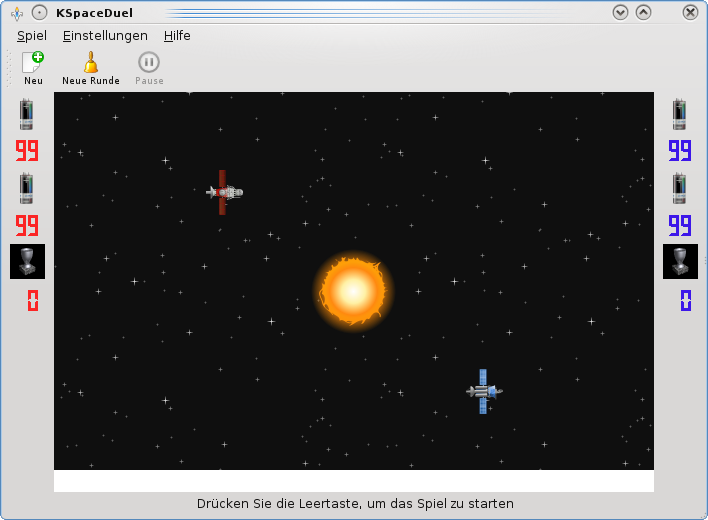 KSpaceDuel
Spiel Einstellungen Hilfe
Neu Neue Runde Pause
99 99
99 99
0 0
Drücken Sie die Leertaste, um das Spiel zu starten